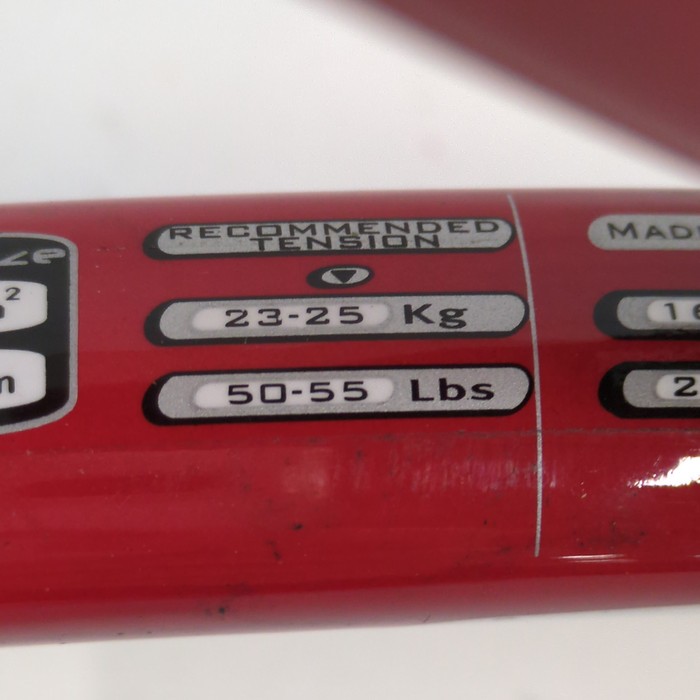 RECOMMENDED
TENSION
23-25 Kg
50-55 Lbs